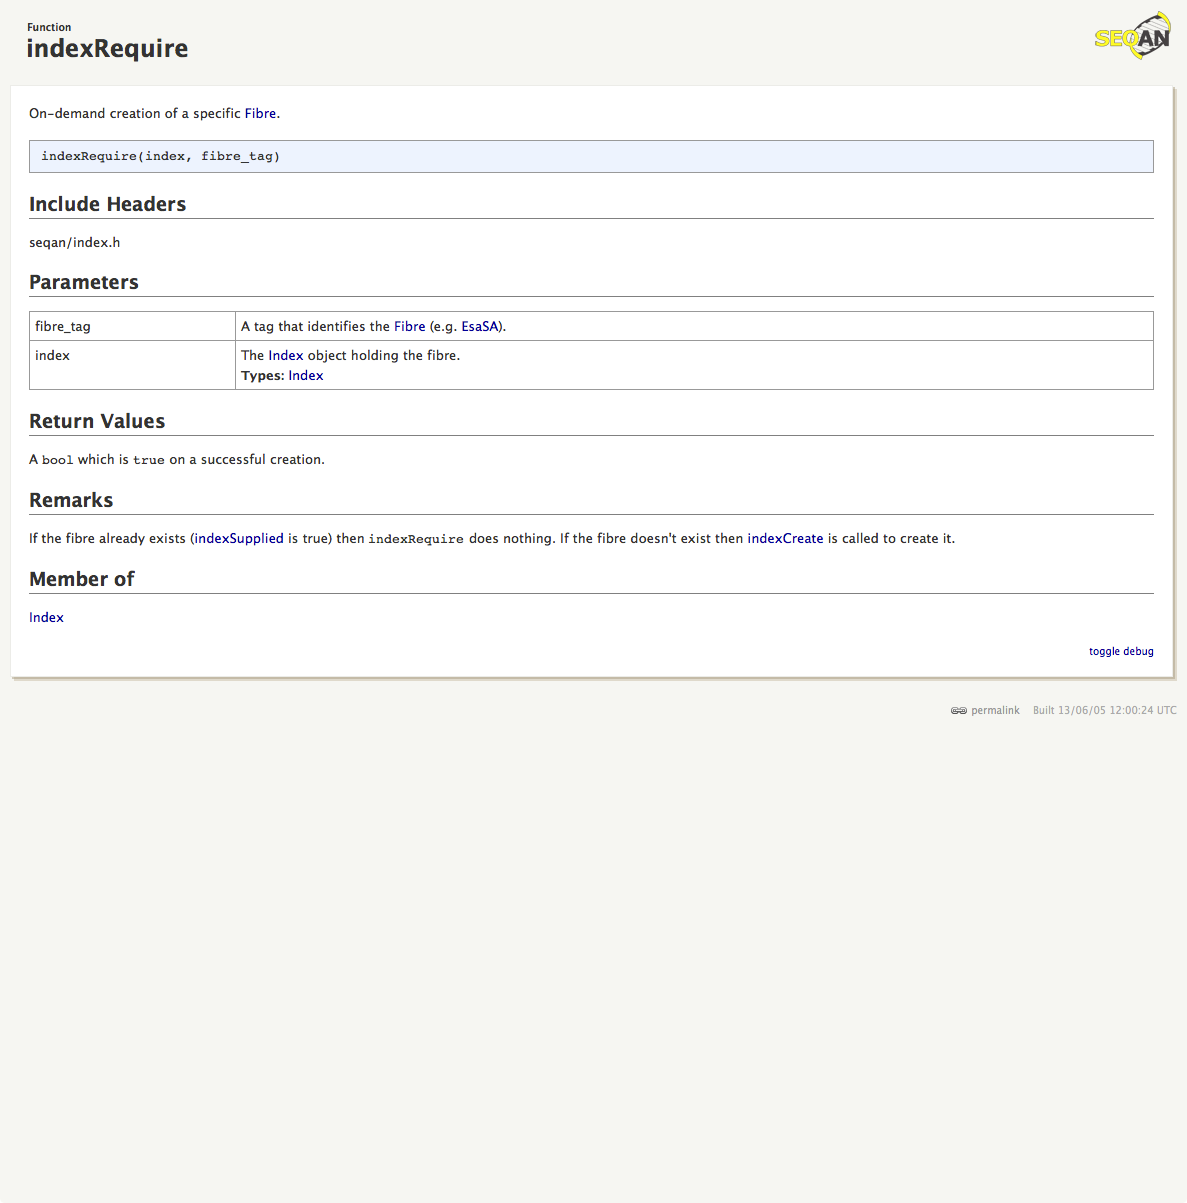 Function
indexRequire
SEQAN
On-demand creation of a specific Fibre.
indexRequire(index, fibre_tag)
Include Headers
seqan/index.h
Parameters
fibre_tag A tag that identifies the Fibre (e.g. EsaSA).
index The Index object holding the fibre.
Types: Index
Return Values
A bool which is true on a successful creation.
Remarks
If the fibre already exists (indexSupplied is true) then indexRequire does nothing. If the fibre doesn't exist then indexCreate is called to create it.
Member of
Index
toggle debug
permalink Built 13/06/05 12:00:24 UTC